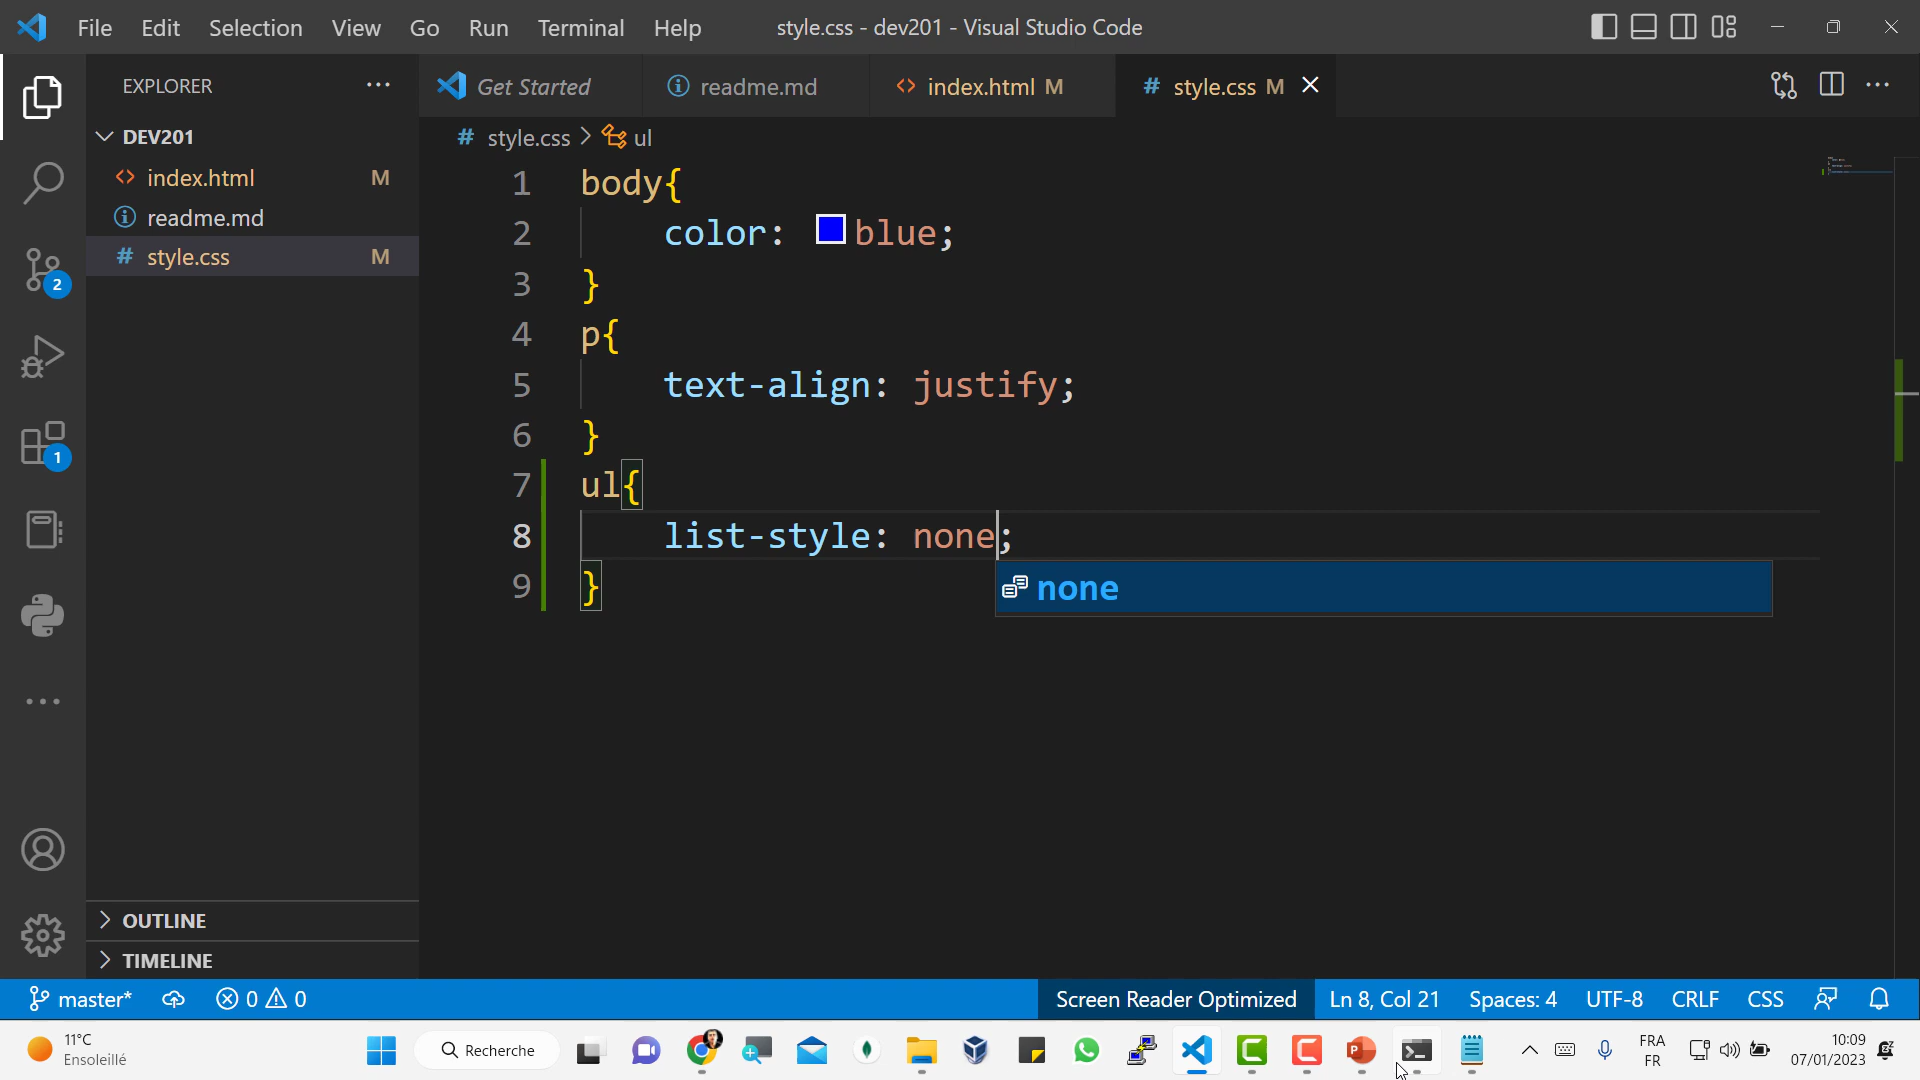 File Edit Selection View Go Run Terminal Help style.css - dev201 - Visual Studio Code
EXPLORER
Get Started readme.md index.html M style.css M
DEV201
style.css > ul
index.html M
readme.md
style.css M
1 body{
2 color: blue;
3 }
4 p{
5 text-align: justify;
6 }
7 ul{
8 list-style: none;
9 }
none
2
1
OUTLINE
TIMELINE
master* 0 0 Screen Reader Optimized Ln 8, Col 21 Spaces: 4 UTF-8 CRLF CSS
11°C
Ensoleillé
Recherche
FRA
FR
10:09
07/01/2023